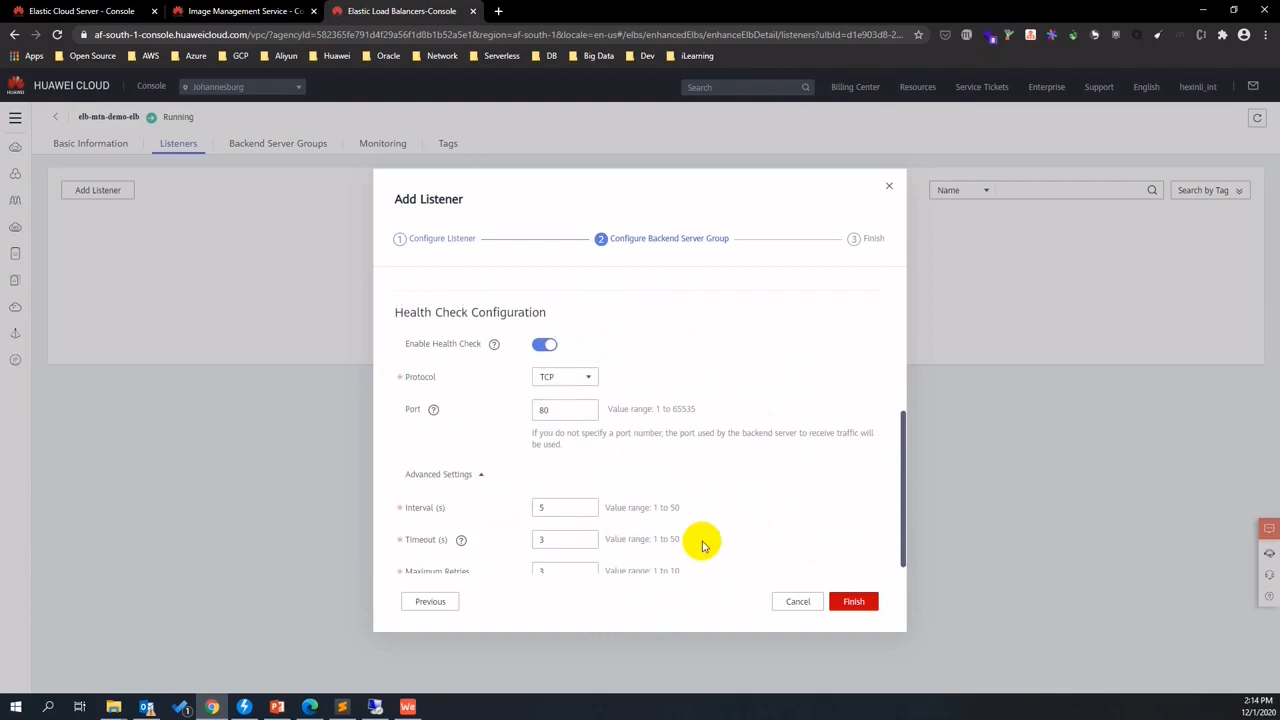 Elastic Cloud Server - Console
Image Management Service - Co
Elastic Load Balancers-Console
af-south-1-console.huaweicloud.com/vpc/?agencyId=582365fe791d4f29a56f1d8b1b5a51e9&region=af-south-1&locale=en-us#/elbs/enhancedElbs/enhanceElbDetail/listeners?ulbId=d1e903d8-2...
Apps
Open Source
AWS
Azure
GCP
Aliyun
Huawei
Oracle
Network
Serverless
DB
Big Data
Dev
iLearning
HUAWEI
HUAWEI CLOUD
Console
Johannesburg
Search
Billing Center
Resources
Service Tickets
Enterprise
Support
English
hexinli_int
elb-mtn-demo-elb
Running
Basic Information
Listeners
Backend Server Groups
Monitoring
Tags
Add Listener
Name
Search by Tag
Add Listener
1 Configure Listener
2 Configure Backend Server Group
3 Finish
Health Check Configuration
Enable Health Check ?
* Protocol
TCP
Port ?
80
Value range: 1 to 65535
If you do not specify a port number, the port used by the backend server to receive traffic will
be used.
Advanced Settings
* Interval (s)
5
Value range: 1 to 50
* Timeout (s) ?
3
Value range: 1 to 50
* Maximum Retries
3
Value range: 1 to 10
Previous
Cancel
Finish
We
2:14 PM
12/1/2020